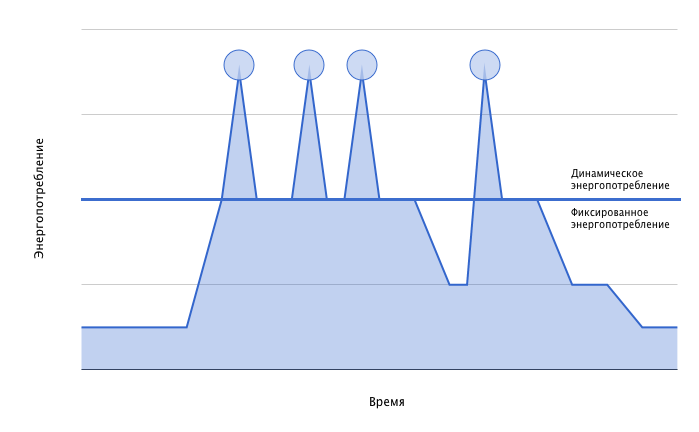 Энергопотребление
Динамическое
энергопотребление
Фиксированное
энергопотребление
Время